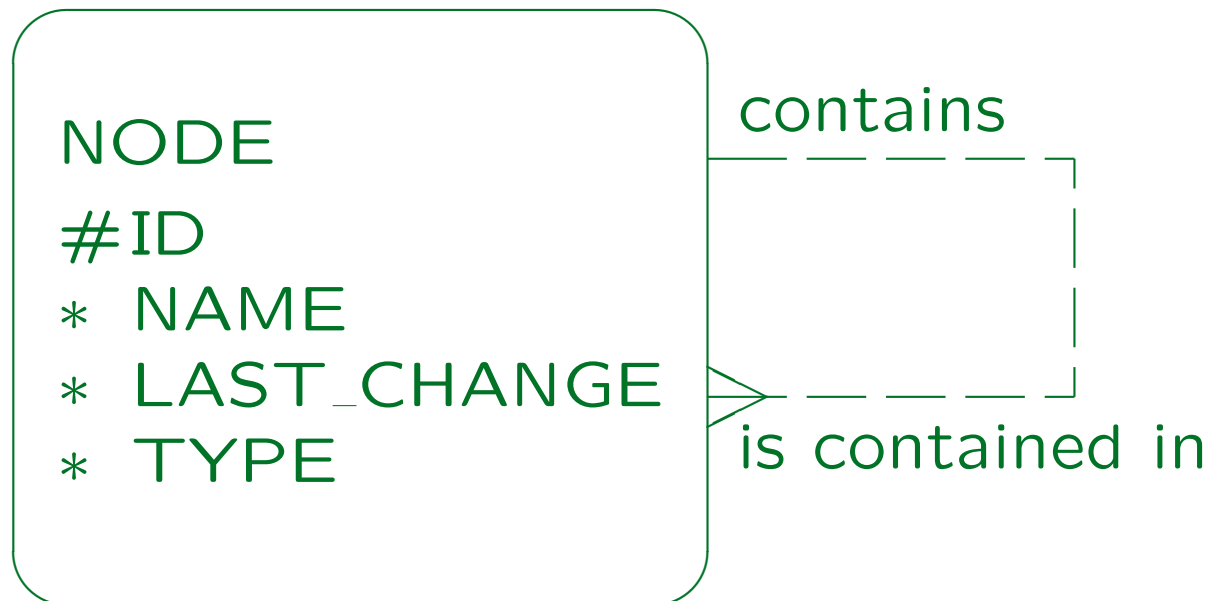 NODE
#ID
* NAME
* LAST_CHANGE
* TYPE
contains
is contained in